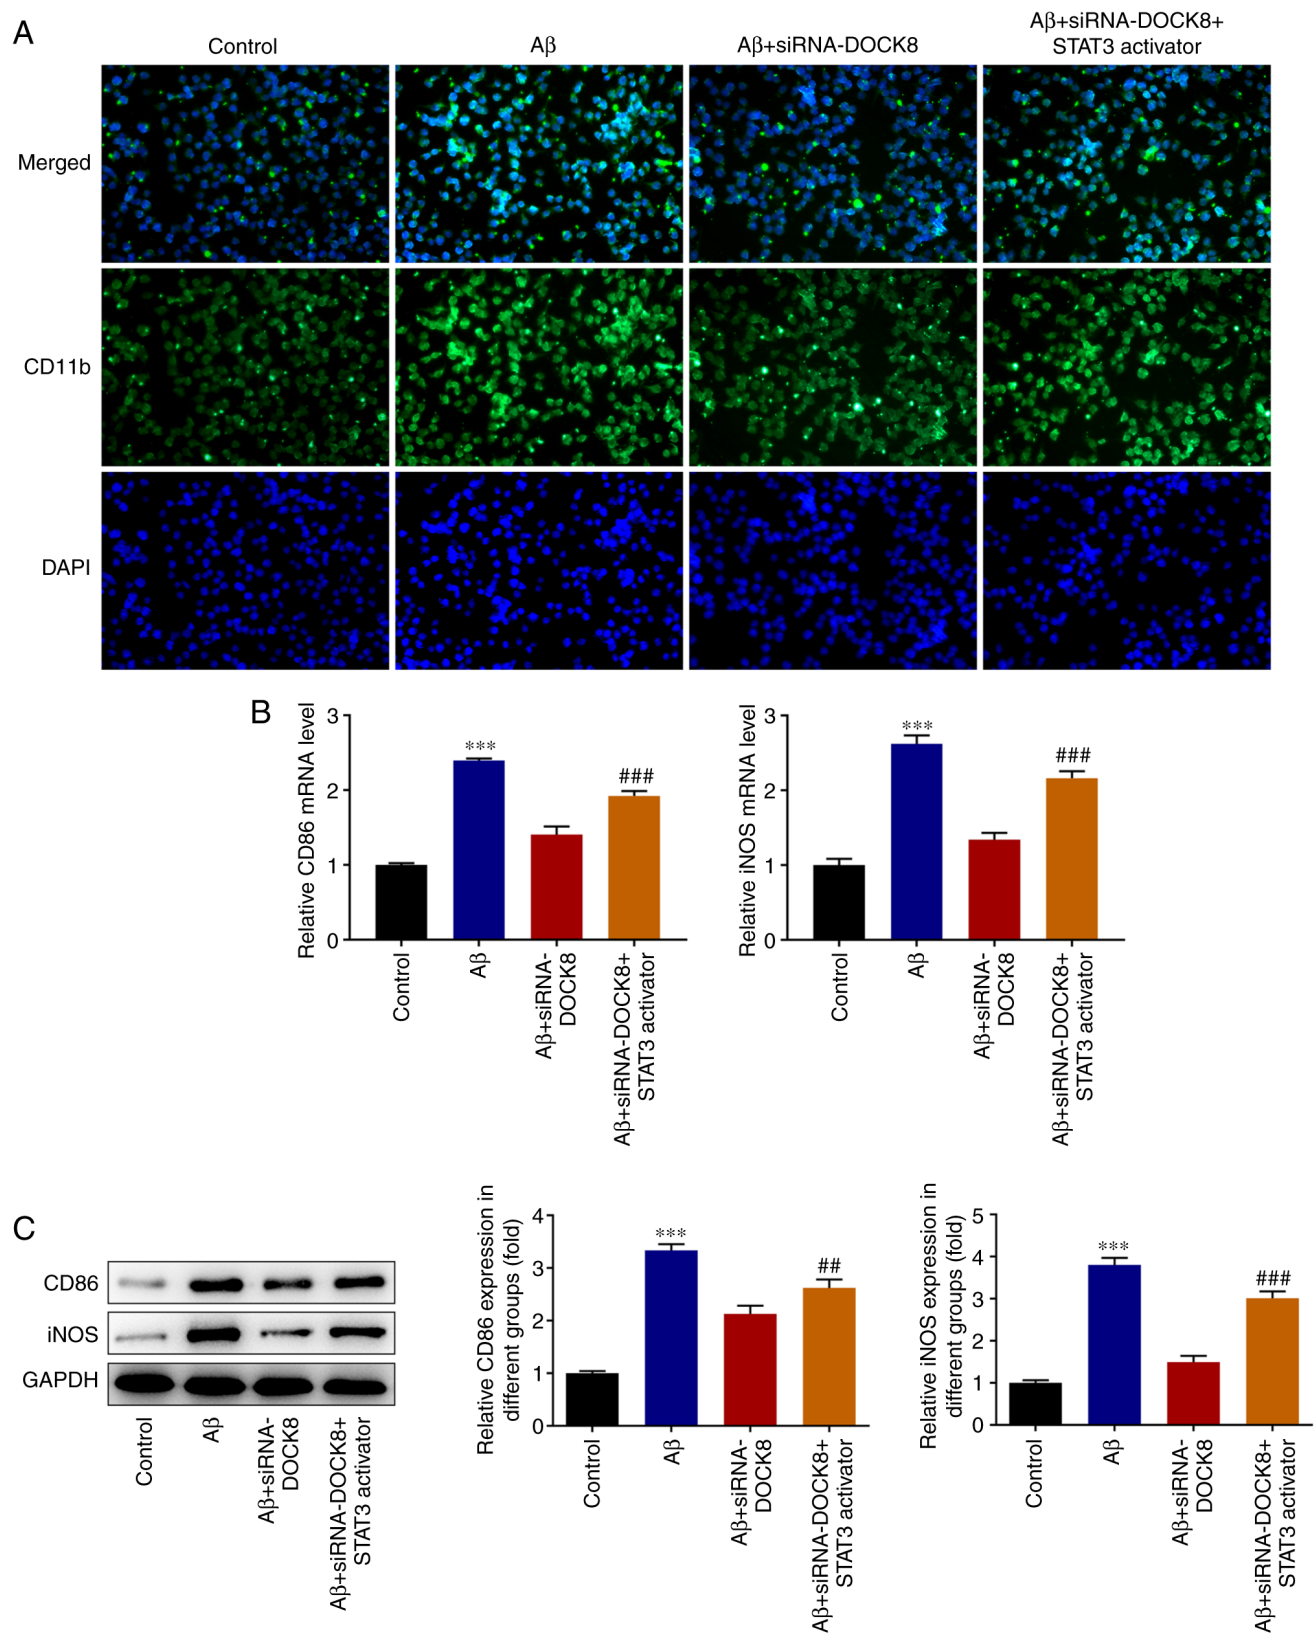 A
Control
Aβ
Aβ+siRNA-DOCK8
Aβ+siRNA-DOCK8+
STAT3 activator
Merged
CD11b
DAPI
B
Relative CD86 mRNA level
3
2
1
0
***
###
Control
Aβ
Aβ+siRNA-
DOCK8
Aβ+siRNA-DOCK8+
STAT3 activator
Relative iNOS mRNA level
3
2
1
0
***
###
Control
Aβ
Aβ+siRNA-
DOCK8
Aβ+siRNA-DOCK8+
STAT3 activator
C
CD86
iNOS
GAPDH
Control
Aβ
Aβ+siRNA-
DOCK8
Aβ+siRNA-DOCK8+
STAT3 activator
Relative CD86 expression in
different groups (fold)
4
3
2
1
0
***
##
Control
Aβ
Aβ+siRNA-
DOCK8
Aβ+siRNA-DOCK8+
STAT3 activator
Relative iNOS expression in
different groups (fold)
5
4
3
2
1
0
***
###
Control
Aβ
Aβ+siRNA-
DOCK8
Aβ+siRNA-DOCK8+
STAT3 activator